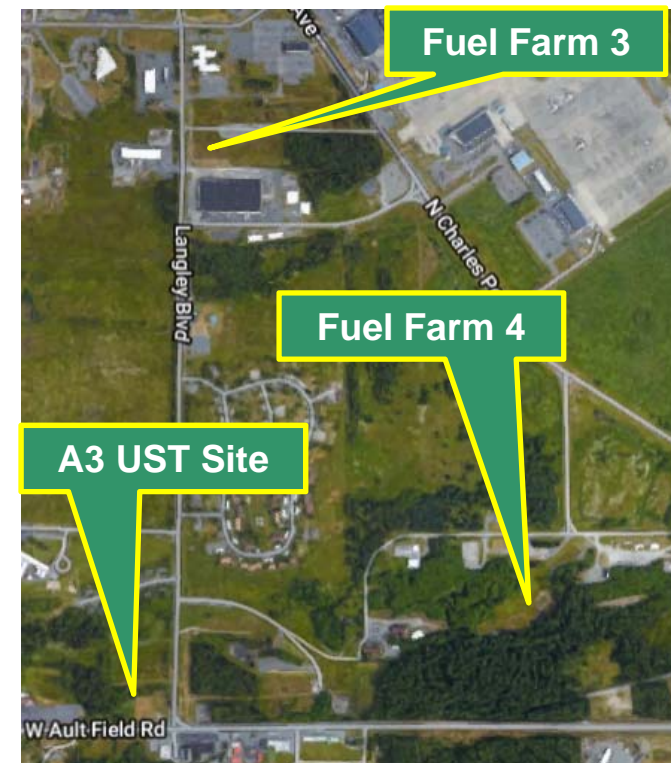 Ave
Fuel Farm 3
N Charles P
Langley Blvd
Fuel Farm 4
A3 UST Site
W Ault Field Rd